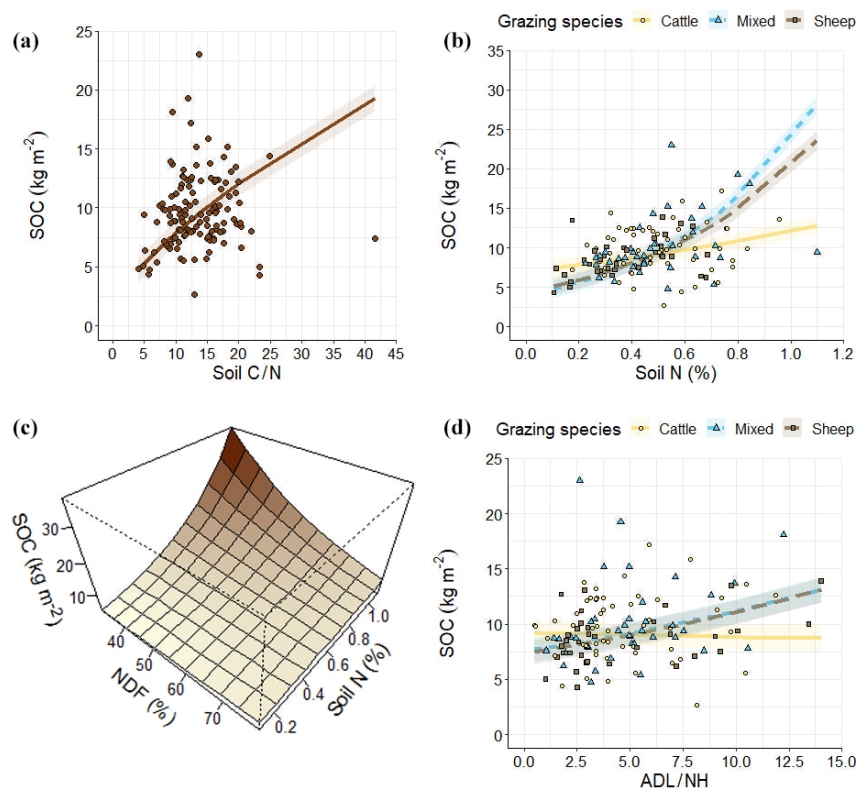 (a)
25
20
15
10
5
0
SOC (kg m-2)
0 5 10 15 20 25 30 35 40 45
Soil C/N
Grazing species Cattle Mixed Sheep
(b)
35
30
25
20
15
10
5
0
SOC (kg m-2)
0.0 0.2 0.4 0.6 0.8 1.0 1.2
Soil N (%)
(c)
SOC (kg m-2)
30
20
10
40
50
60
70
NDF (%)
0.2
0.4
0.6
0.8
1.0
Soil N (%)
Grazing species Cattle Mixed Sheep
(d)
25
20
15
10
5
0
SOC (kg m-2)
0.0 2.5 5.0 7.5 10.0 12.5 15.0
ADL/NH